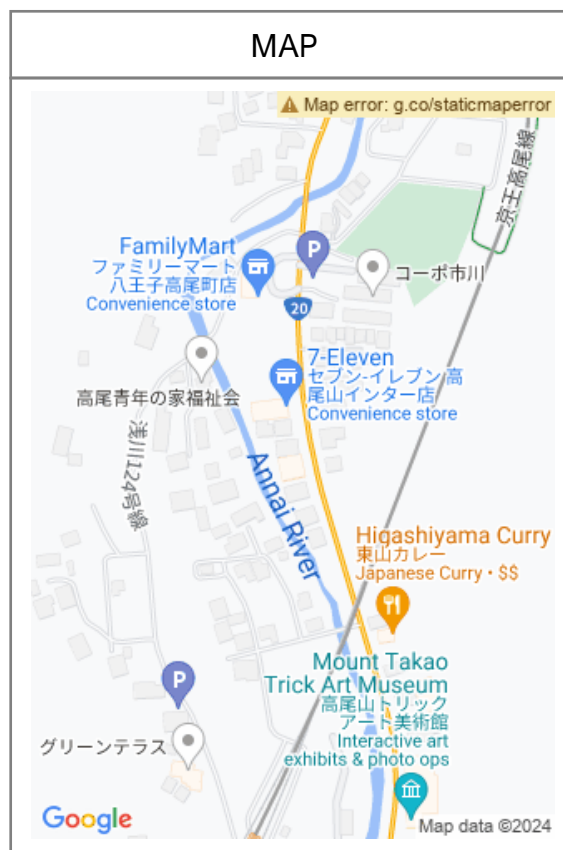 MAP
Map error: g.co/staticmaperror
京王高尾線
P
FamilyMart
ファミリーマート
八王子高尾町店
Convenience store
コーポ市川
20
7-Eleven
セブン-イレブン 高
尾山インター店
Convenience store
高尾青年の家福祉会
浅川124号線
Annai River
Higashiyama Curry
東山カレー
Japanese Curry • $$
Mount Takao
Trick Art Museum
高尾山トリック
アート美術館
Interactive art
exhibits & photo ops
P
グリーンテラス
Google
Map data ©2024